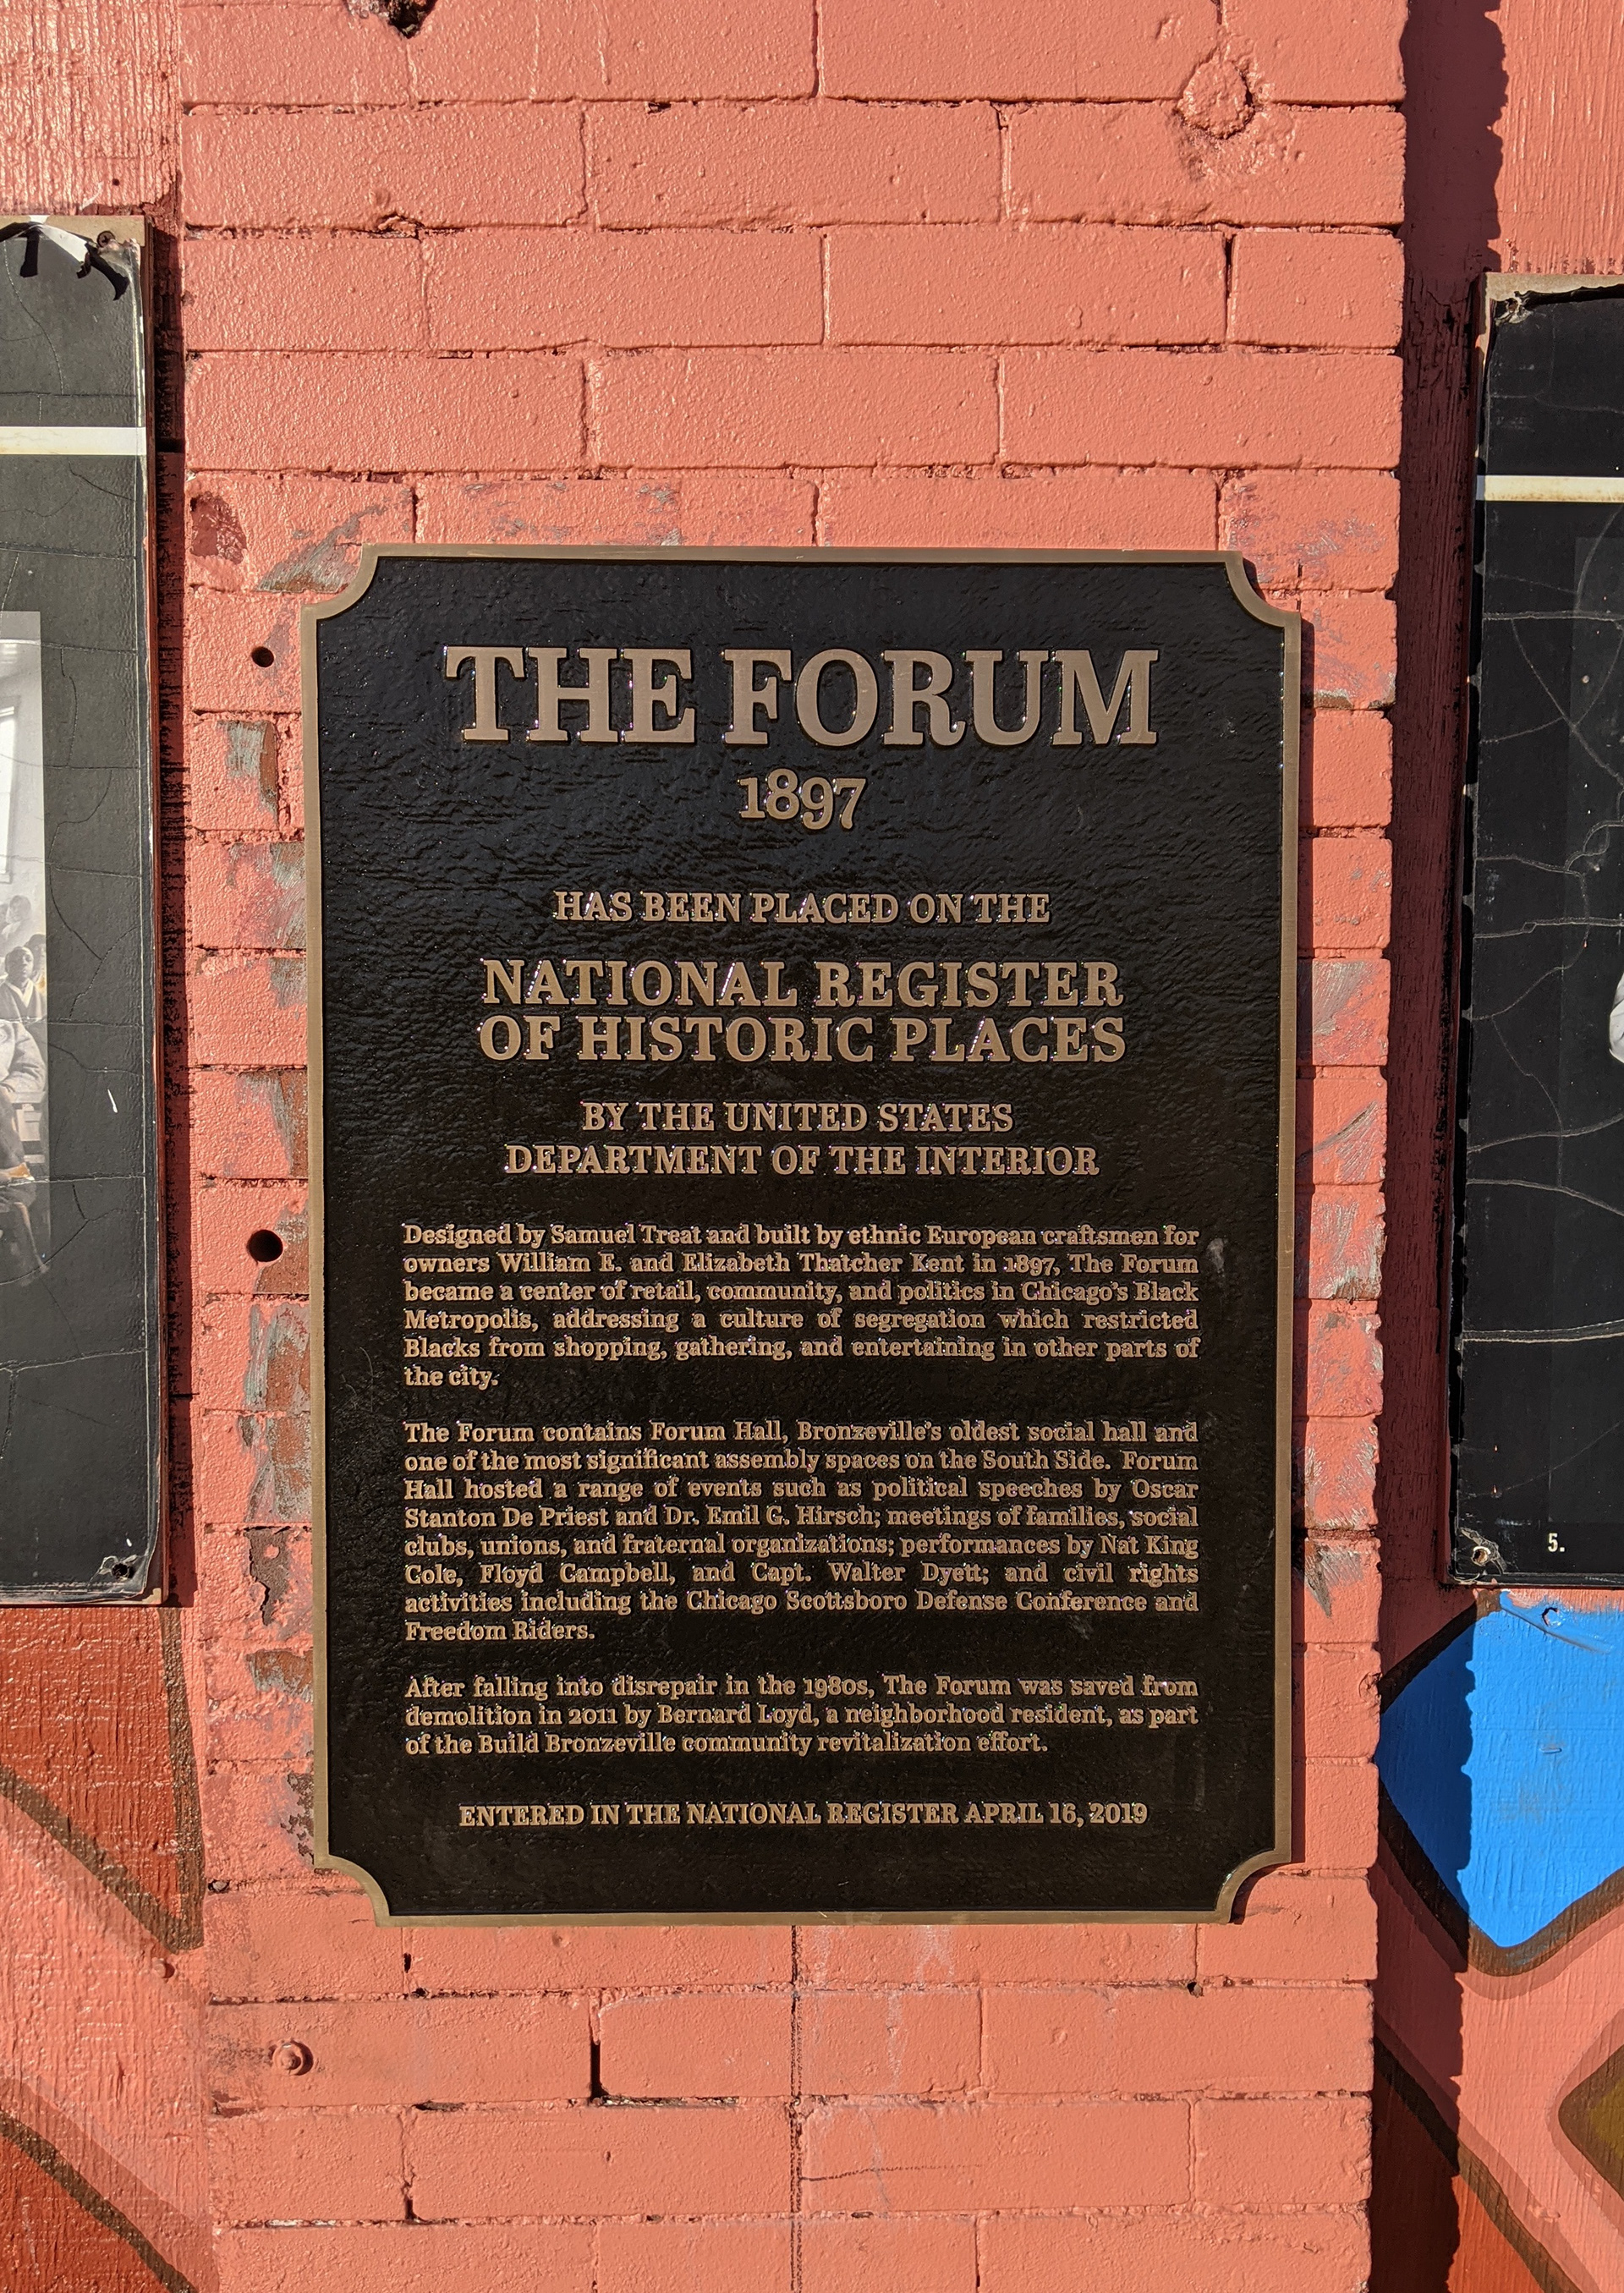 THE FORUM
1897
HAS BEEN PLACED ON THE
NATIONAL REGISTER
OF HISTORIC PLACES
BY THE UNITED STATES
DEPARTMENT OF THE INTERIOR
Designed by Samuel Treat and built by ethnic European craftsmen for
owners William E. and Elizabeth Thatcher Kent in 1897, The Forum
became a center of retail, community, and politics in Chicago's Black
Metropolis, addressing a culture of segregation which restricted
Blacks from shopping, gathering, and entertaining in other parts of
the city.
The Forum contains Forum Hall, Bronzeville's oldest social hall and
one of the most significant assembly spaces on the South Side. Forum
Hall hosted a range of events such as political speeches by Oscar
Stanton De Priest and Dr. Emil G. Hirsch; meetings of families, social
clubs, unions, and fraternal organizations; performances by Nat King
Cole, Floyd Campbell, and Capt. Walter Dyett; and civil rights
activities including the Chicago Scottsboro Defense Conference and
Freedom Riders.
After falling into disrepair in the 1980s, The Forum was saved from
demolition in 2011 by Bernard Loyd, a neighborhood resident, as part
of the Build Bronzeville community revitalization effort.
ENTERED IN THE NATIONAL REGISTER APRIL 16, 2019
5.